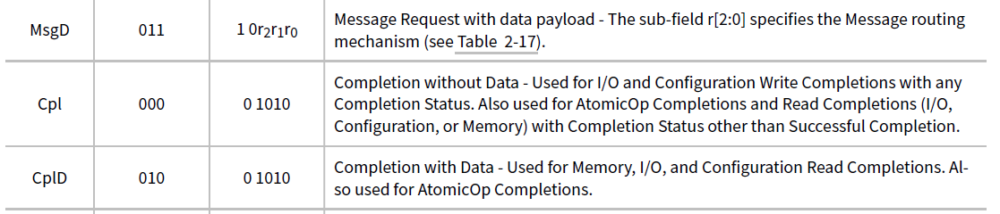 MsgD 011 1 0r2r1r0 Message Request with data payload - The sub-field r[2:0] specifies the Message routing
mechanism (see Table 2-17).
Completion without Data - Used for I/O and Configuration Write Completions with any
Cpl 000 0 1010 Completion Status. Also used for AtomicOp Completions and Read Completions (I/O,
Configuration, or Memory) with Completion Status other than Successful Completion.
CplD 010 0 1010 Completion with Data - Used for Memory, I/O, and Configuration Read Completions. Al-
so used for AtomicOp Completions.